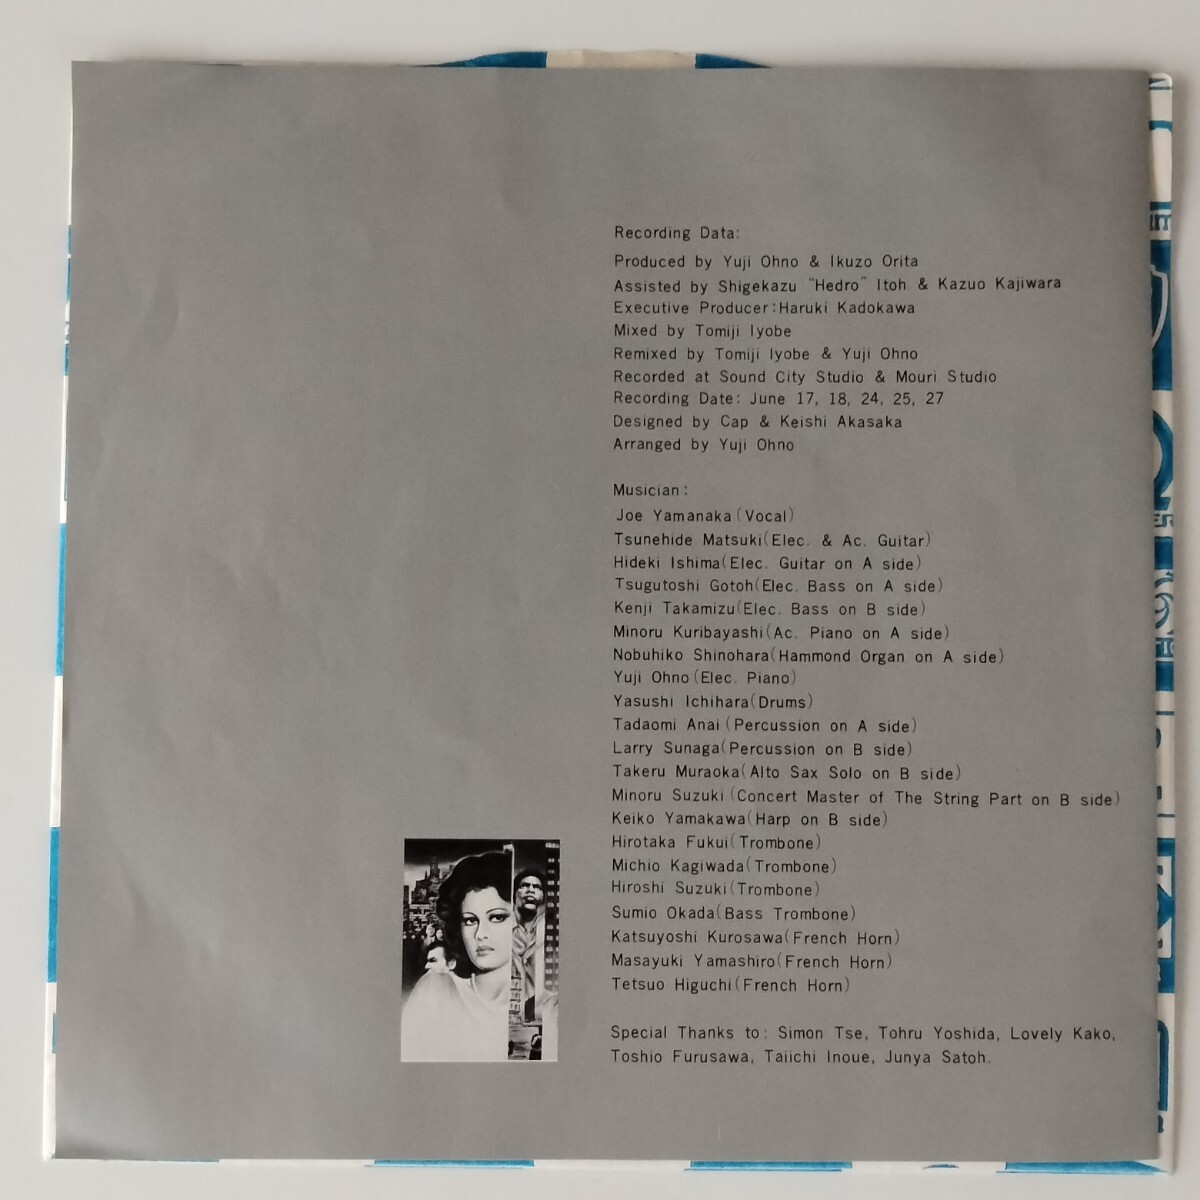 Recording Data:
Produced by Yuji Ohno & Ikuzo Orita
Assisted by Shigekazu "Hedro" Itoh & Kazuo Kajiwara
Executive Producer:Haruki Kadokawa
Mixed by Tomiji Iyobe
Remixed by Tomiji Iyobe & Yuji Ohno
Recorded at Sound City Studio & Mouri Studio
Recording Date: June 17, 18, 24, 25, 27
Designed by Cap & Keishi Akasaka
Arranged by Yuji Ohno
Musician:
Joe Yamanaka(Vocal)
Tsunehide Matsuki(Elec. & Ac. Guitar)
Hideki Ishima(Elec. Guitar on A side)
Tsugutoshi Gotoh(Elec. Bass on A side)
Kenji Takamizu(Elec. Bass on B side)
Minoru Kuribayashi(Ac. Piano on A side)
Nobuhiko Shinohara(Hammond Organ on A side)
Yuji Ohno(Elec. Piano)
Yasushi Ichihara(Drums)
Tadaomi Anai(Percussion on A side)
Larry Sunaga(Percussion on B side)
Takeru Muraoka(Alto Sax Solo on B side)
Minoru Suzuki(Concert Master of The String Part on B side)
Keiko Yamakawa(Harp on B side)
Hirotaka Fukui(Trombone)
Michio Kagiwada(Trombone)
Hiroshi Suzuki(Trombone)
Sumio Okada(Bass Trombone)
Katsuyoshi Kurosawa(French Horn)
Masayuki Yamashiro(French Horn)
Tetsuo Higuchi(French Horn)
Special Thanks to: Simon Tse, Tohru Yoshida, Lovely Kako,
Toshio Furusawa, Taiichi Inoue, Junya Satoh.